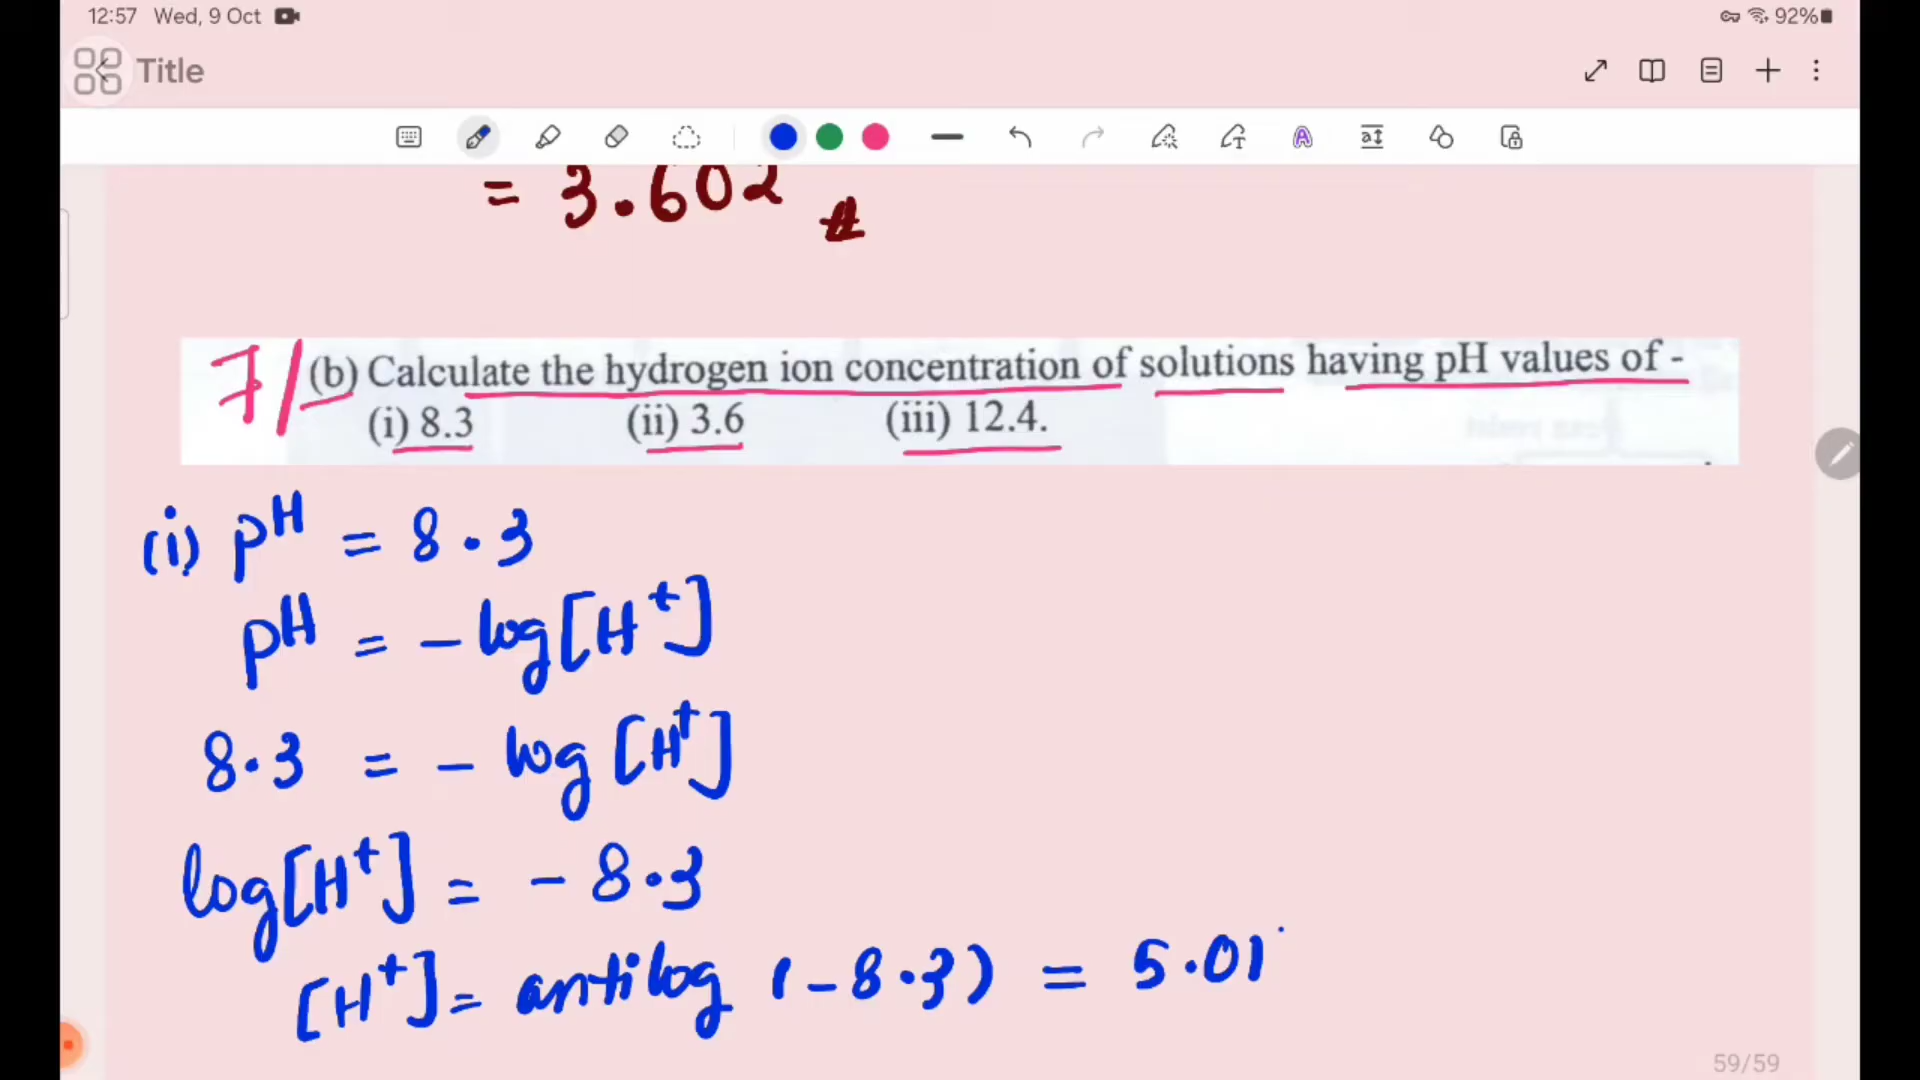 12:57 Wed, 9 Oct 92%
Title
= 3.602
7/ (b) Calculate the hydrogen ion concentration of solutions having pH values of -
(i) 8.3 (ii) 3.6 (iii) 12.4.
(i) pH = 8.3
pH = - log[H+]
8.3 = - log [H+]
log[H+] = - 8.3
[H+] = antilog (-8.3) = 5.01
59/59